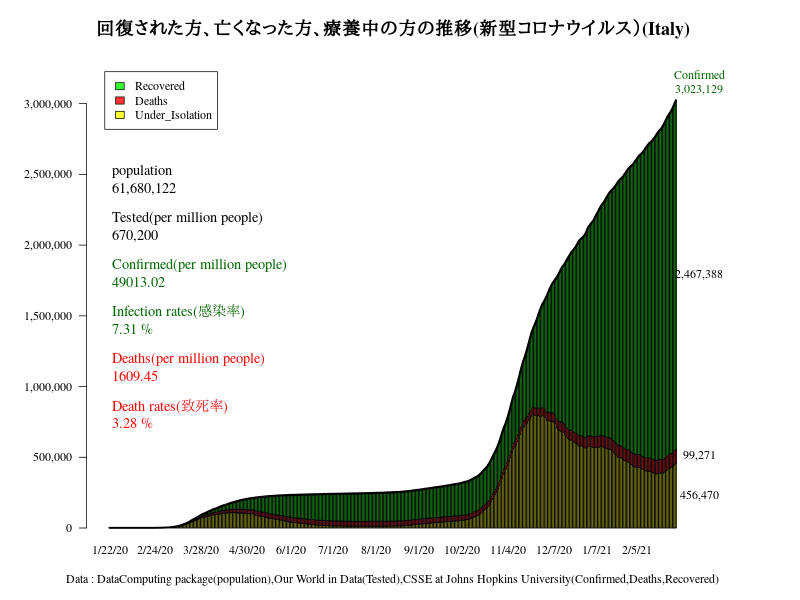 回復された方、亡くなった方、療養中の方の推移(新型コロナウイルス）(Italy)
Confirmed
3,023,129
Recovered
Deaths
Under_Isolation
3,000,000
2,500,000
2,000,000
1,500,000
1,000,000
500,000
0
population
61,680,122
Tested(per million people)
670,200
Confirmed(per million people)
49013.02
Infection rates(感染率)
7.31 %
Deaths(per million people)
1609.45
Death rates(致死率)
3.28 %
2,467,388
99,271
456,470
1/22/20 2/24/20 3/28/20 4/30/20 6/1/20 7/1/20 8/1/20 9/1/20 10/2/20 11/4/20 12/7/20 1/7/21 2/5/21
Data : DataComputing package(population),Our World in Data(Tested),CSSE at Johns Hopkins University(Confirmed,Deaths,Recovered)